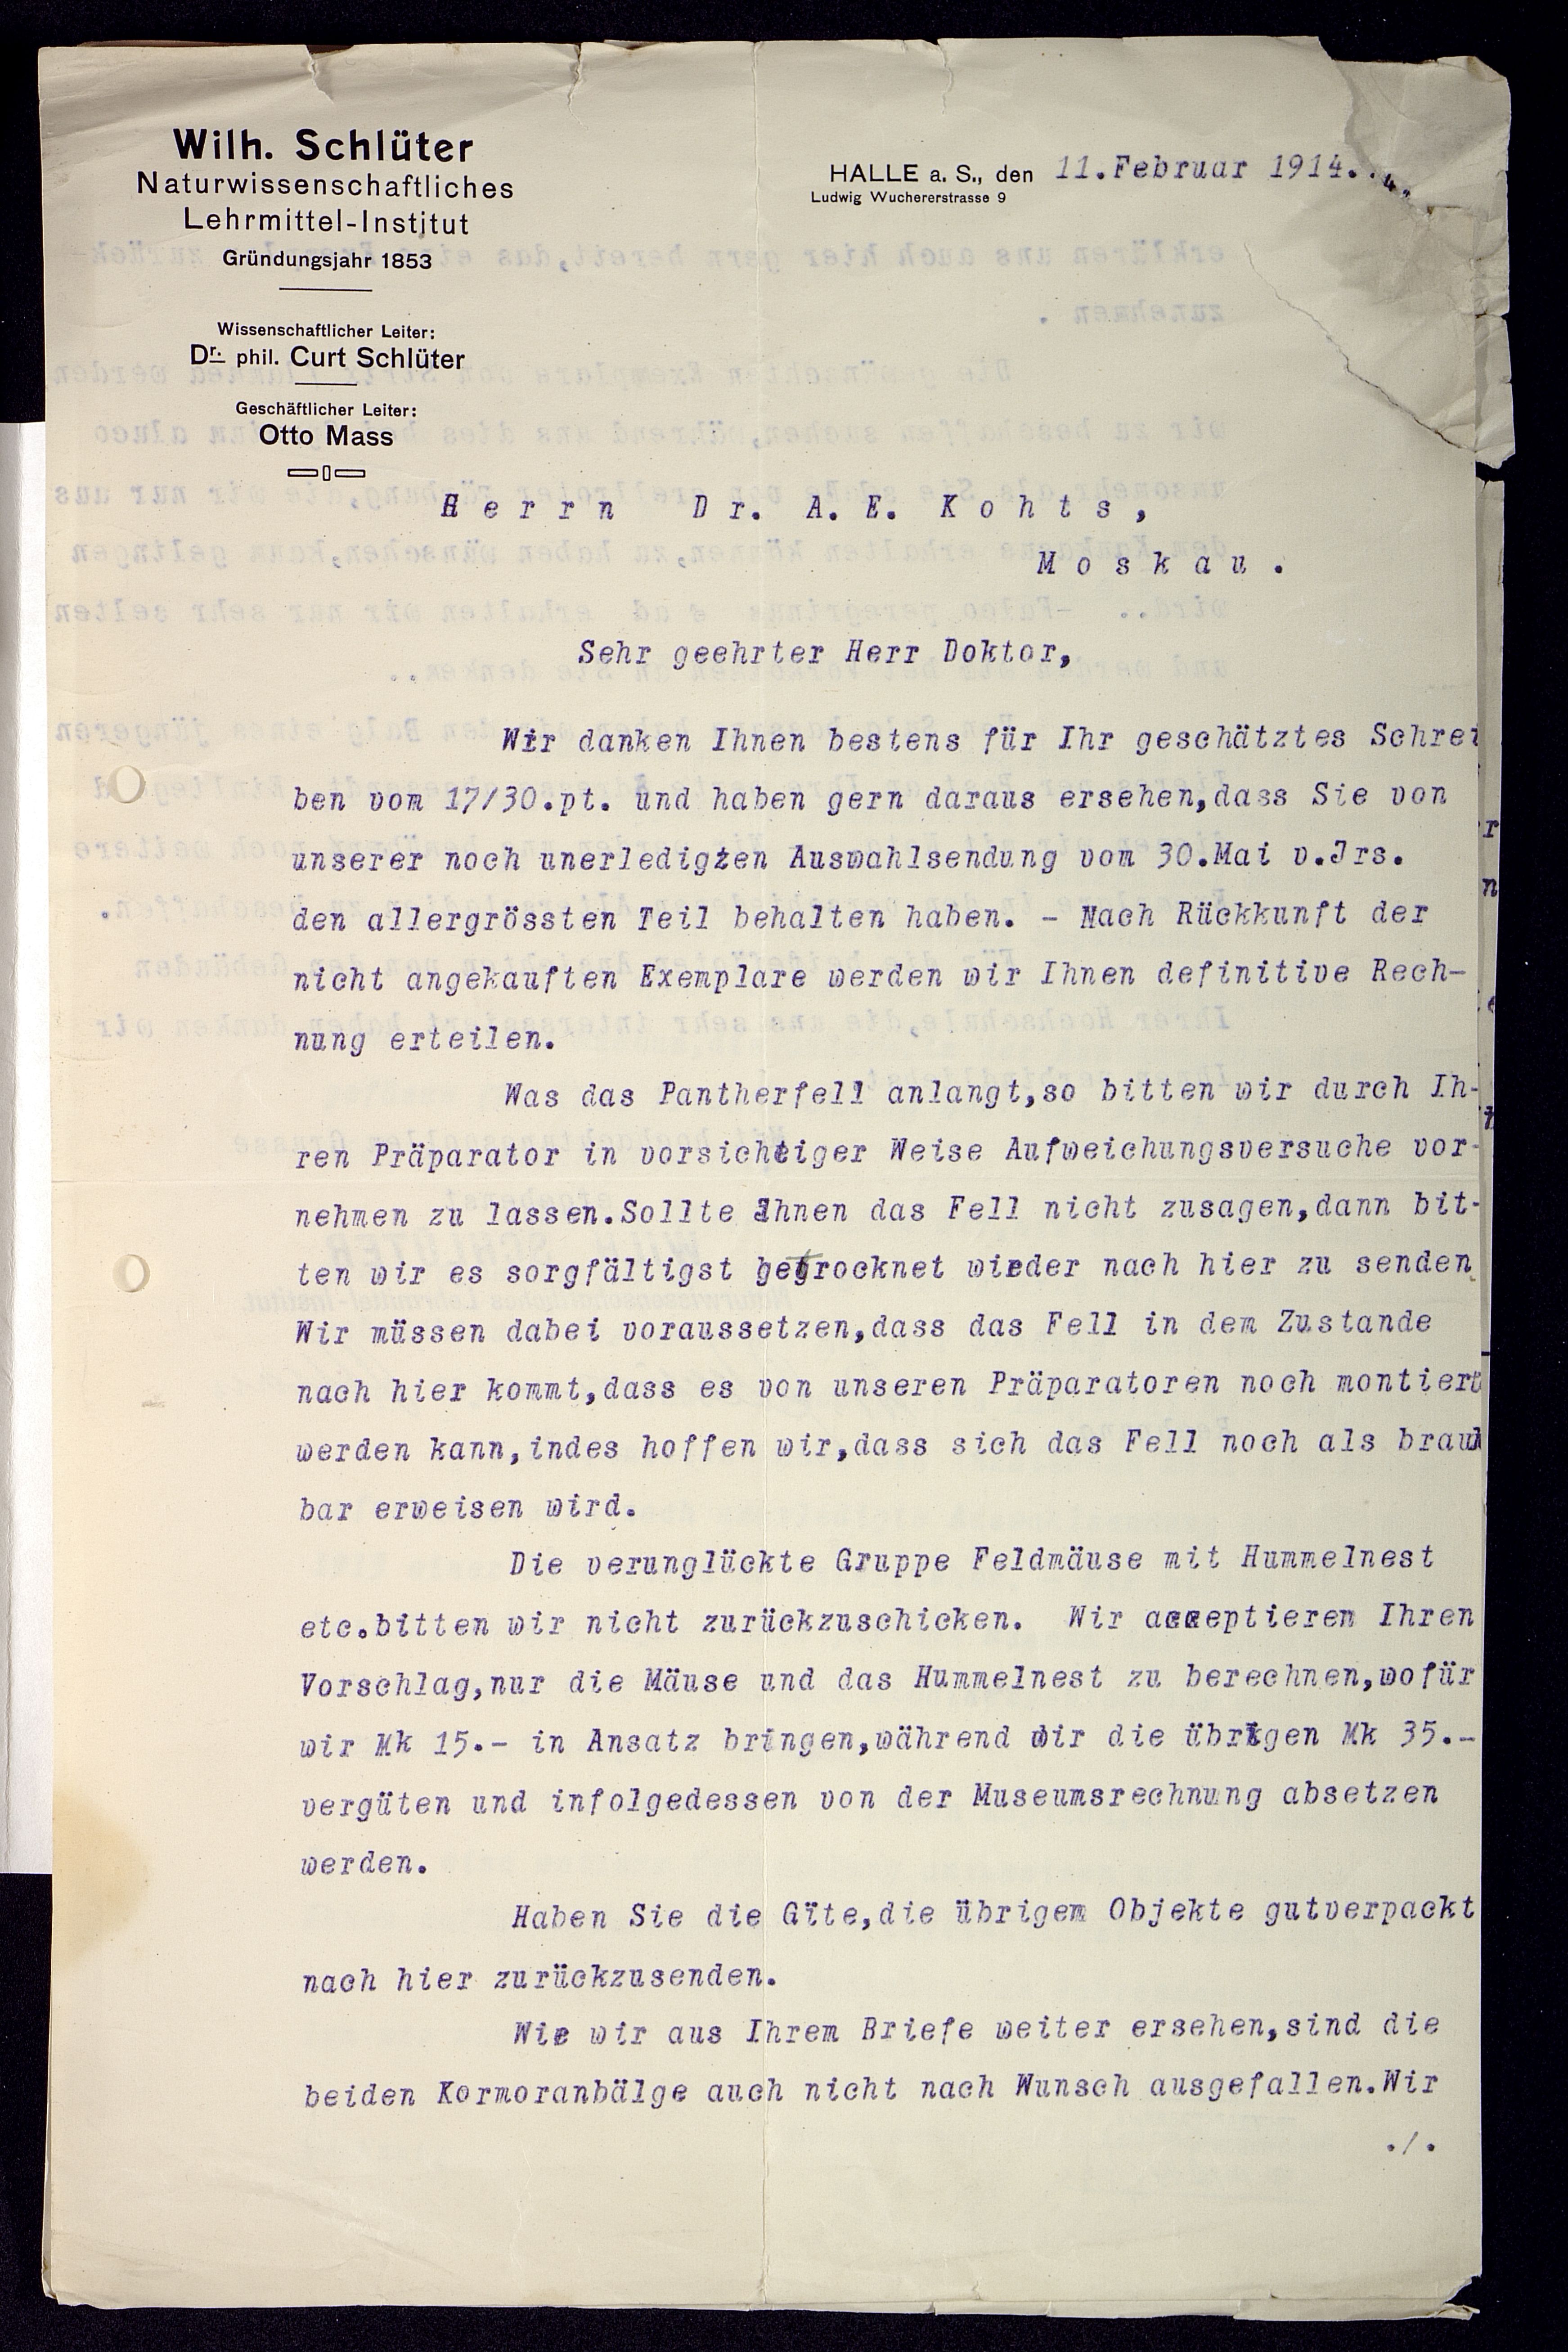 Wilh. Schlüter
Naturwissenschaftliches
Lehrmittel-Institut
Gründungsjahr 1853
Wissenschaftlicher Leiter:
Dr. phil. Curt Schlüter
Geschäftlicher Leiter:
Otto Mass
HALLE a. S., den 11.Februar 1914.
Ludwig Wuchererstrasse 9
Herrn Dr. A. E. Kohts,
Moskau.
Sehr geehrter Herr Doktor,
Wir danken Ihnen bestens für Ihr geschätztes Schrei
ben vom 17/30.pt. und haben gern daraus ersehen,dass Sie von
unserer noch unerledigten Auswahlsendung vom 30.Mai v.Jrs.
den allergrössten Teil behalten haben. - Nach Rückkunft der
nicht angekauften Exemplare werden wir Ihnen definitive Rech-
nung erteilen.
Was das Pantherfell anlangt,so bitten wir durch Ih-
ren Präparator in vorsichtiger Weise Aufweichungsversuche vor-
nehmen zu lassen.Sollte Ihnen das Fell nicht zusagen,dann bit-
ten wir es sorgfältigst getrocknet wieder nach hier zu senden.
Wir müssen dabei voraussetzen,dass das Fell in dem Zustande
nach hier kommt,dass es von unseren Präparatoren noch montiert
werden kann,indes hoffen wir,dass sich das Fell noch als brauh
bar erweisen wird.
Die verunglückte Gruppe Feldmäuse mit Hummelnest
etc.bitten wir nicht zurückzuschicken. Wir acceptieren Ihren
Vorschlag,nur die Mäuse und das Hummelnest zu berechnen,wofür
wir Mk 15.- in Ansatz bringen,während wir die übrigen Mk 35.-
vergüten und infolgedessen von der Museumsrechnung absetzen
werden.
Haben Sie die Gïte,die übrigem Objekte gutverpackt
nach hier zurückzusenden.
Wie wir aus Ihrem Briefe weiter ersehen,sind die
beiden Kormoranbälge auch nicht nach Wunsch ausgefallen.Wir
./.